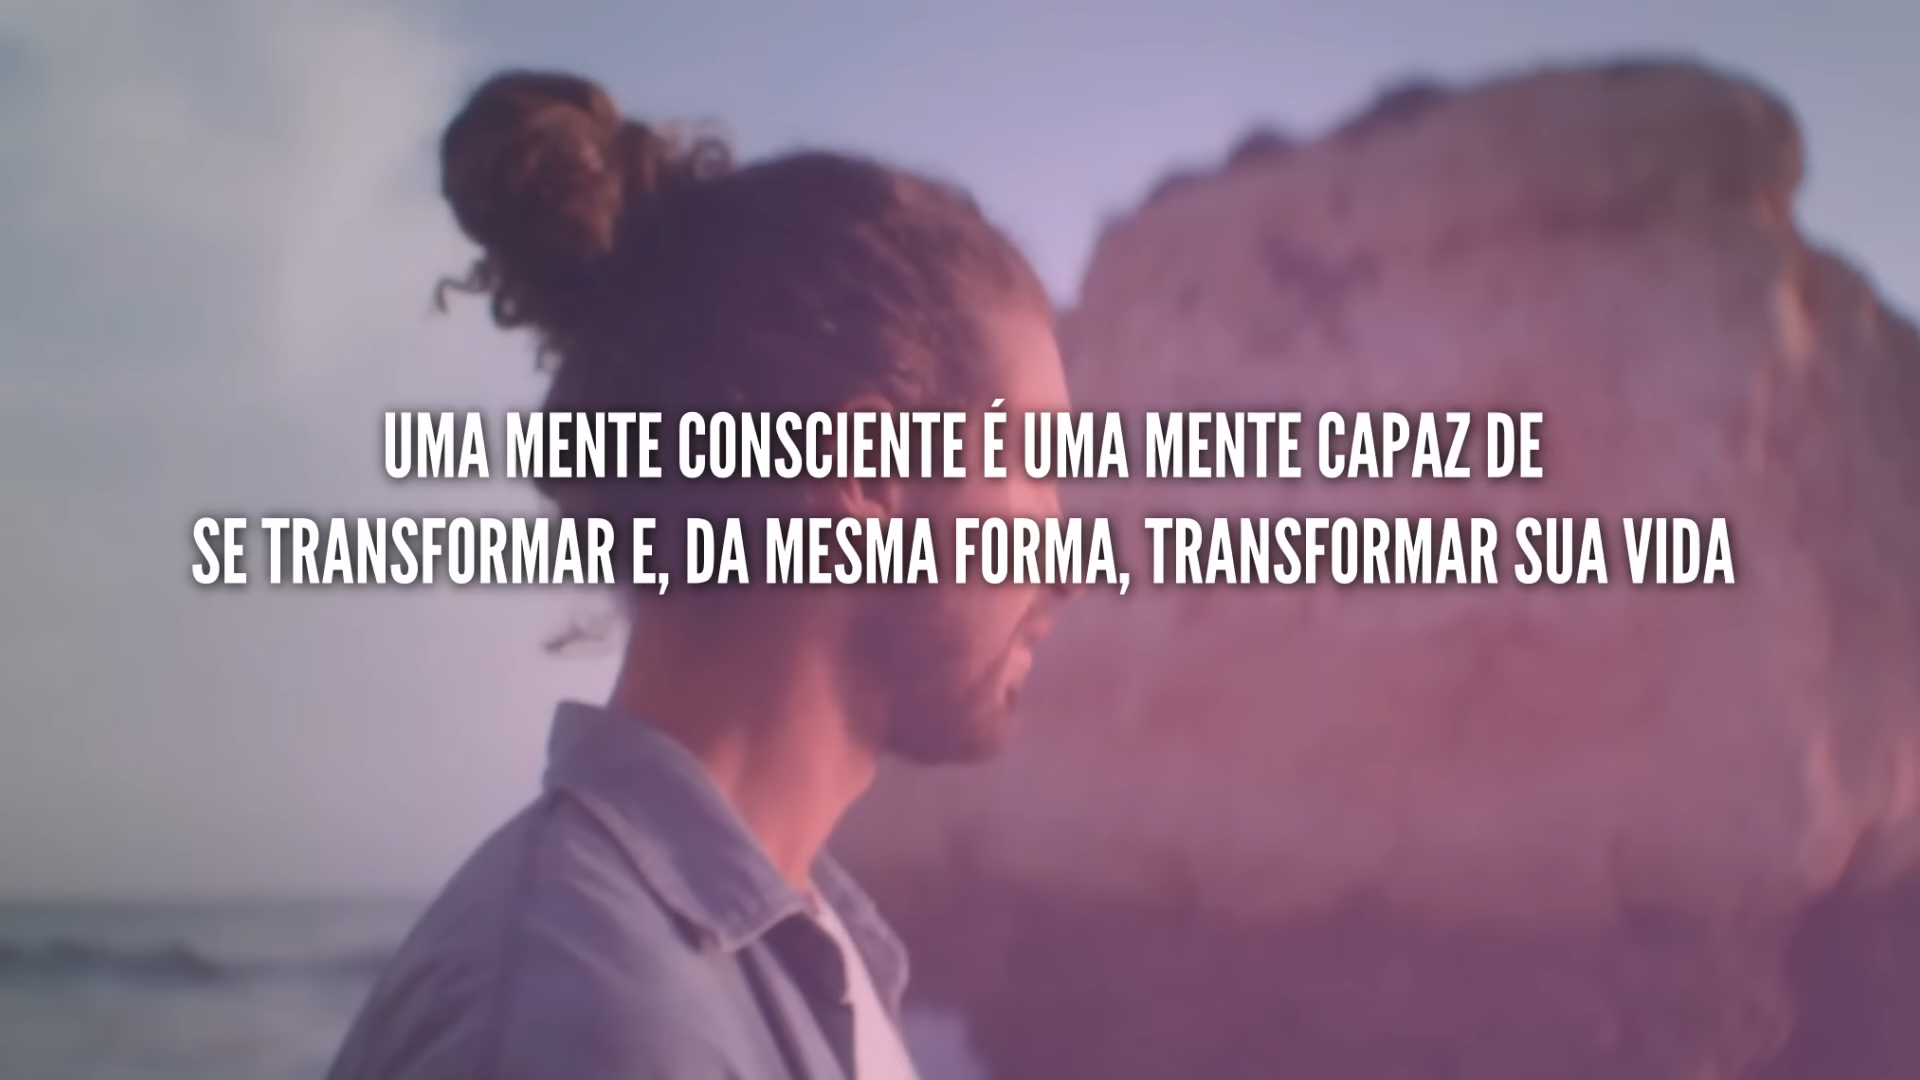 UMA MENTE CONSCIENTE É UMA MENTE CAPAZ DE
SE TRANSFORMAR E, DA MESMA FORMA, TRANSFORMAR SUA VIDA